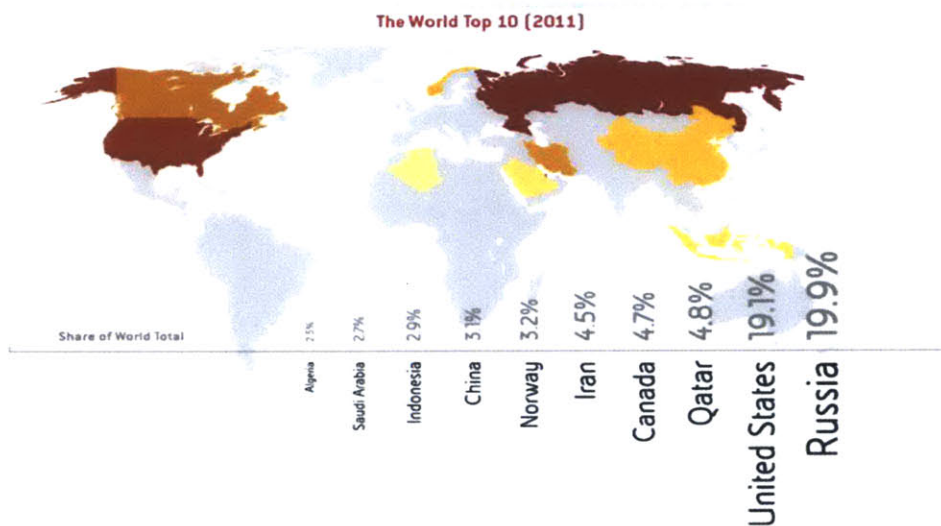 The World Top 10 (2011)
Share of World Total
2.5%
2.7%
2.9%
3.1%
3.2%
4.5%
4.7%
4.8%
19.1%
19.9%
Algeria
Saudi Arabia
Indonesia
China
Norway
Iran
Canada
Qatar
United States
Russia